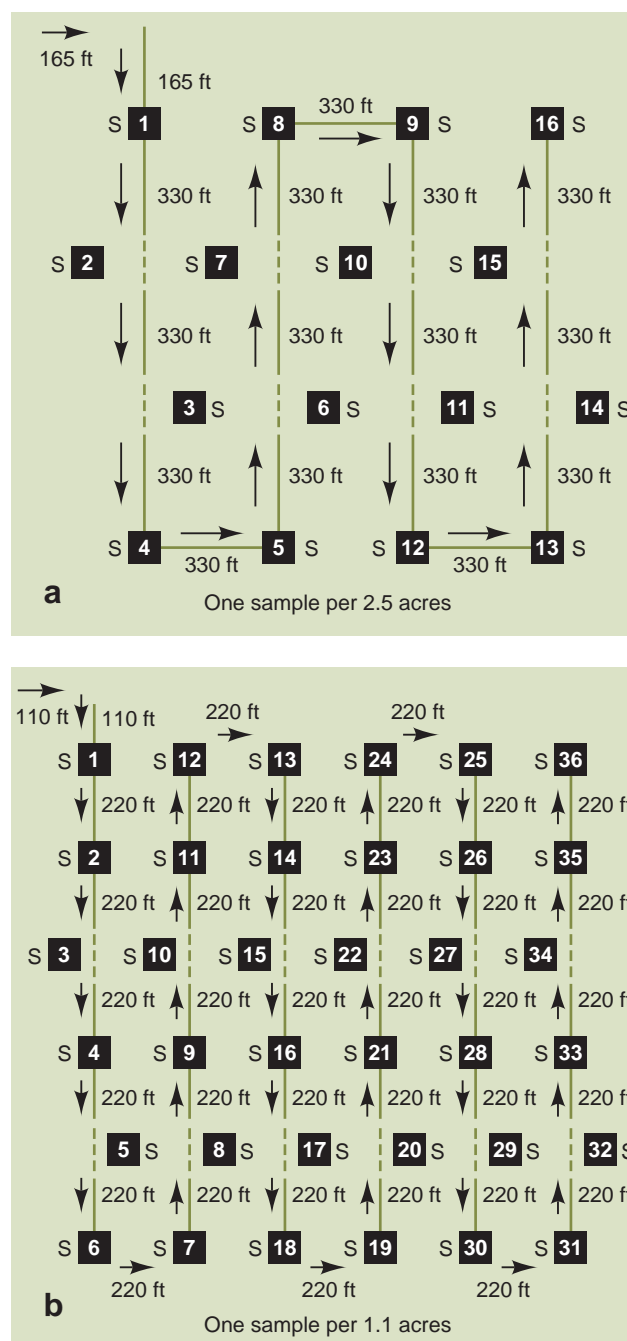 165 ft
165 ft
S 1
S 8
330 ft
9 S
16 S
330 ft
330 ft
330 ft
330 ft
S 2
S 7
S 10
S 15
330 ft
330 ft
330 ft
330 ft
3 S
6 S
11 S
14 S
330 ft
330 ft
330 ft
330 ft
S 4
5 S
S 12
13 S
330 ft
330 ft
a
One sample per 2.5 acres
110 ft
110 ft
220 ft
220 ft
S 1
S 12
S 13
S 24
S 25
S 36
220 ft
220 ft
220 ft
220 ft
220 ft
220 ft
S 2
S 11
S 14
S 23
S 26
S 35
220 ft
220 ft
220 ft
220 ft
220 ft
220 ft
S 3
S 10
S 15
S 22
S 27
S 34
220 ft
220 ft
220 ft
220 ft
220 ft
220 ft
S 4
S 9
S 16
S 21
S 28
S 33
220 ft
220 ft
220 ft
220 ft
220 ft
220 ft
5 S
8 S
17 S
20 S
29 S
32 S
220 ft
220 ft
220 ft
220 ft
220 ft
220 ft
S 6
S 7
S 18
S 19
S 30
S 31
220 ft
220 ft
220 ft
b
One sample per 1.1 acres